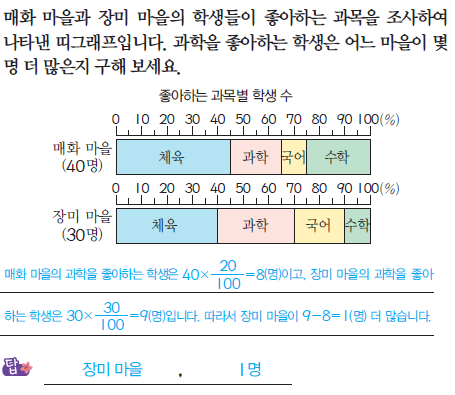 매화 마을과 장미 마을의 학생들이 좋아하는 과목을 조사하여
나타낸 띠그래프입니다. 과학을 좋아하는 학생은 어느 마을이 몇
명 더 많은지 구해 보세요.
좋아하는 과목별 학생 수
0 10 20 30 40 50 60 70 80 90 100(%)
매화 마을
(40명)
체육 과학 국어 수학
0 10 20 30 40 50 60 70 80 90 100(%)
장미 마을
(30명)
체육 과학 국어 수학
매화 마을의 과학을 좋아하는 학생은 40×20/100=8(명)이고, 장미 마을의 과학을 좋아
하는 학생은 30×30/100=9(명)입니다. 따라서 장미 마을이 9-8=1(명) 더 많습니다.
답 장미 마을 , 1명